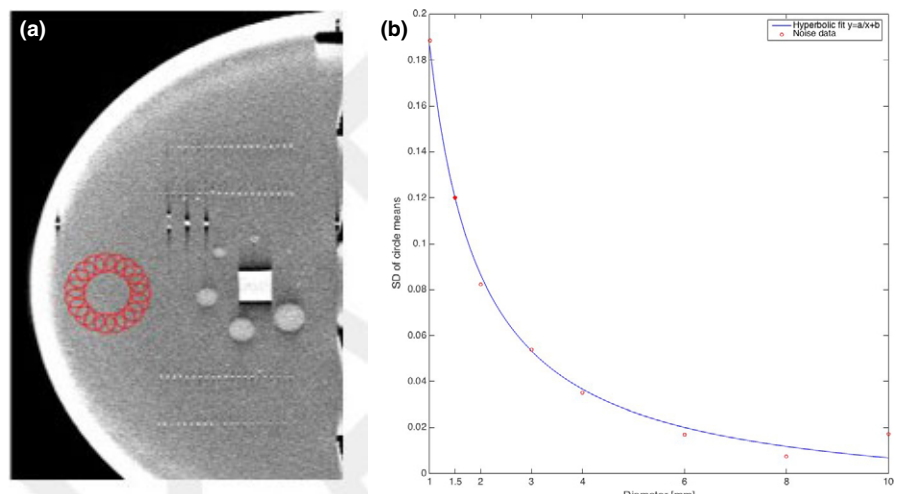 (a)
(b)
0.2
0.18
0.16
0.14
0.12
0.1
0.08
0.06
0.04
0.02
0
SD of circle means
Hyperbolic fit y=a/x+b
Noise data
1 1.5 2 3 4 6 8 10
Diameter [mm]